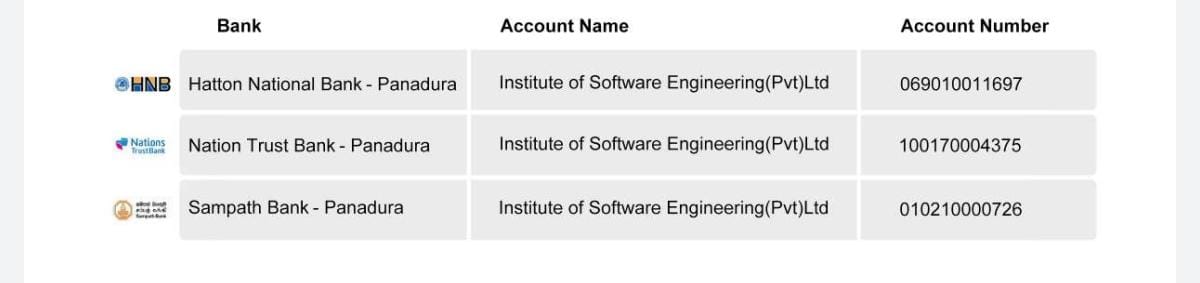 Bank Account Name Account Number
HNB Hatton National Bank - Panadura Institute of Software Engineering(Pvt)Ltd 069010011697
Nations
TrustBank
Nation Trust Bank - Panadura Institute of Software Engineering(Pvt)Ltd 100170004375
Sampath Bank
Sampath Bank - Panadura Institute of Software Engineering(Pvt)Ltd 010210000726